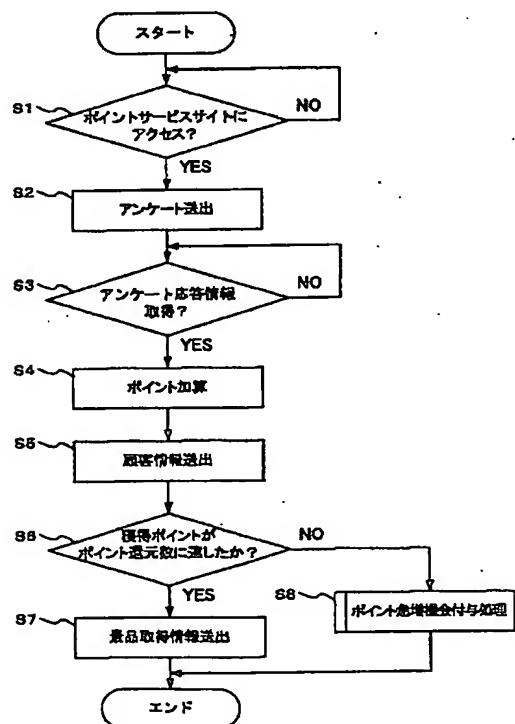 スタート
S1
ポイントサービスサイトに
アクセス?
NO
YES
S2
アンケート送出
S3
アンケート応答情報
取得?
NO
YES
S4
ポイント加算
S5
顧客情報送出
S6
獲得ポイントが
ポイント還元数に達したか?
NO
YES
S7
景品取得情報送出
S8
ポイント急増機会付与処理
エンド